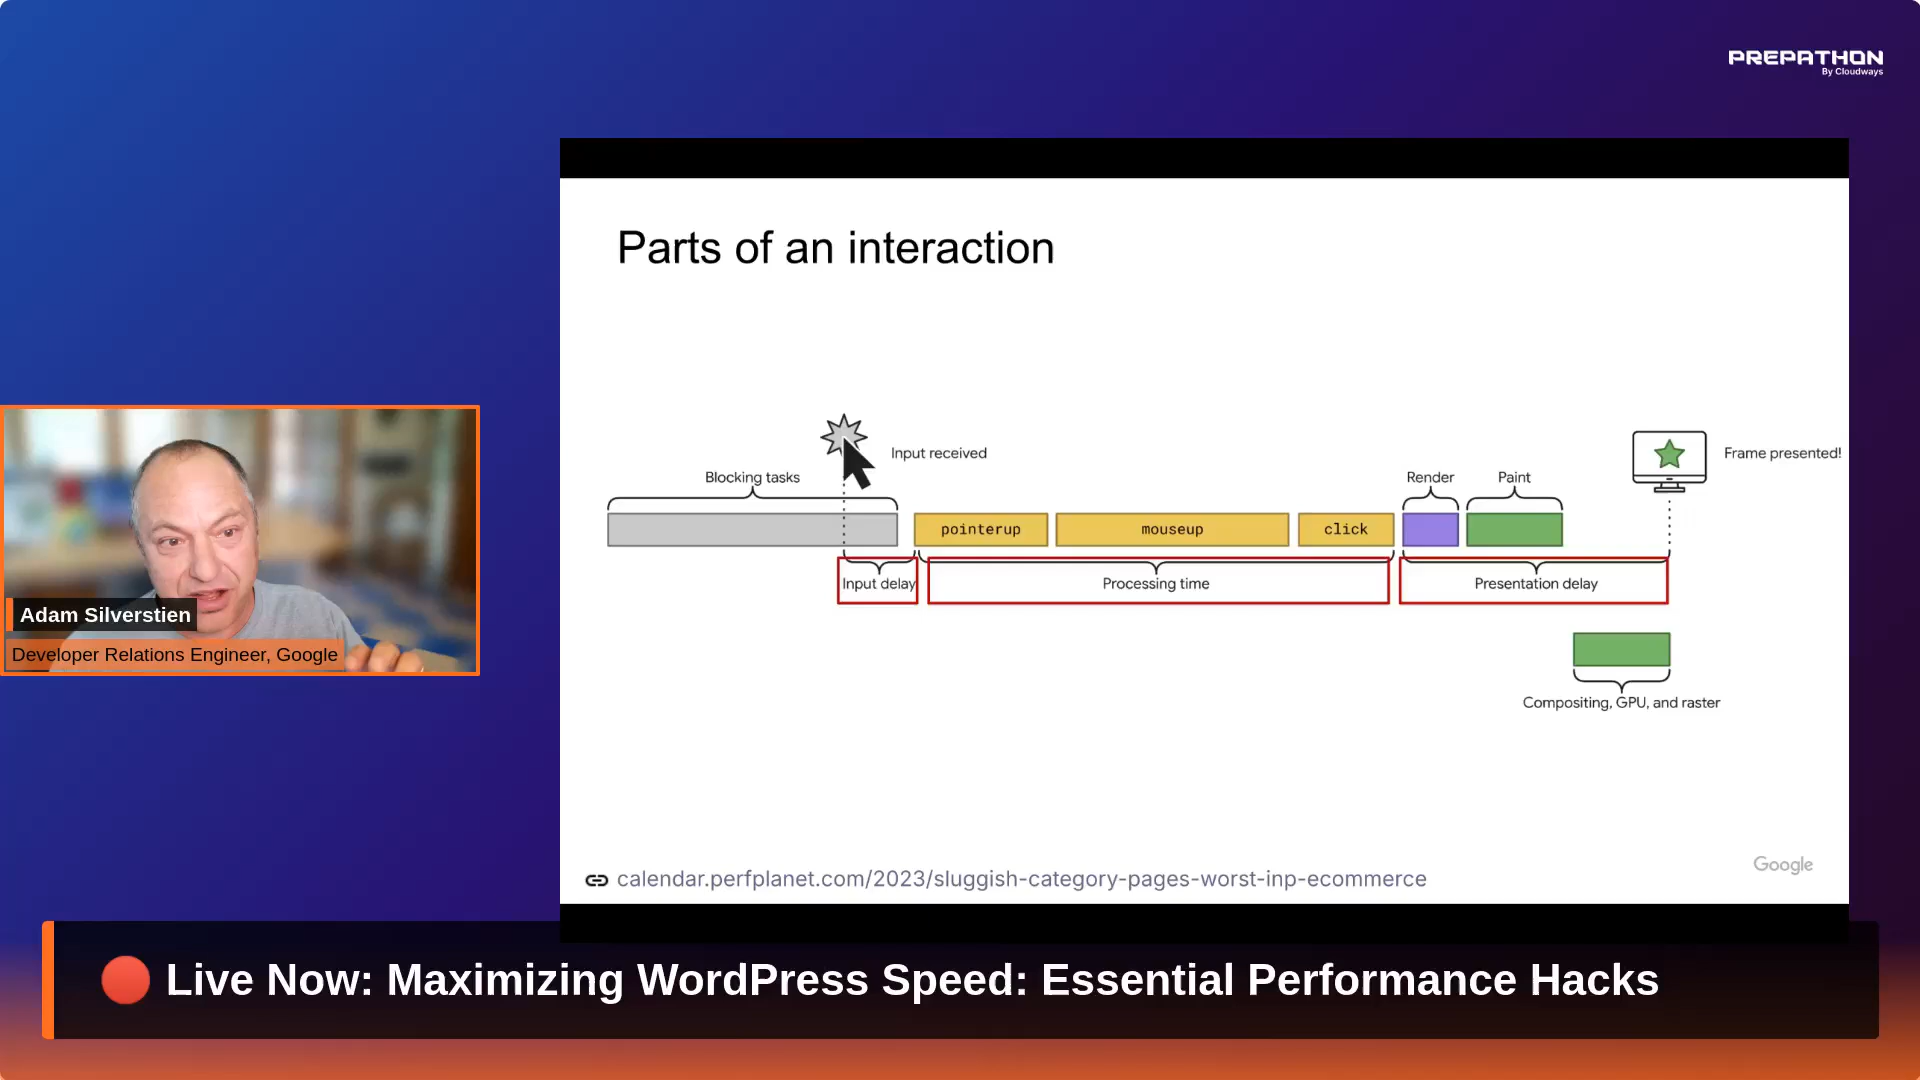 PREPATHON
By Cloudways
Parts of an interaction
Input received
Frame presented!
Blocking tasks
Render
Paint
pointerup
mouseup
click
Input delay
Processing time
Presentation delay
Compositing, GPU, and raster
Adam Silverstien
Developer Relations Engineer, Google
Google
calendar.perfplanet.com/2023/sluggish-category-pages-worst-inp-ecommerce
Live Now: Maximizing WordPress Speed: Essential Performance Hacks